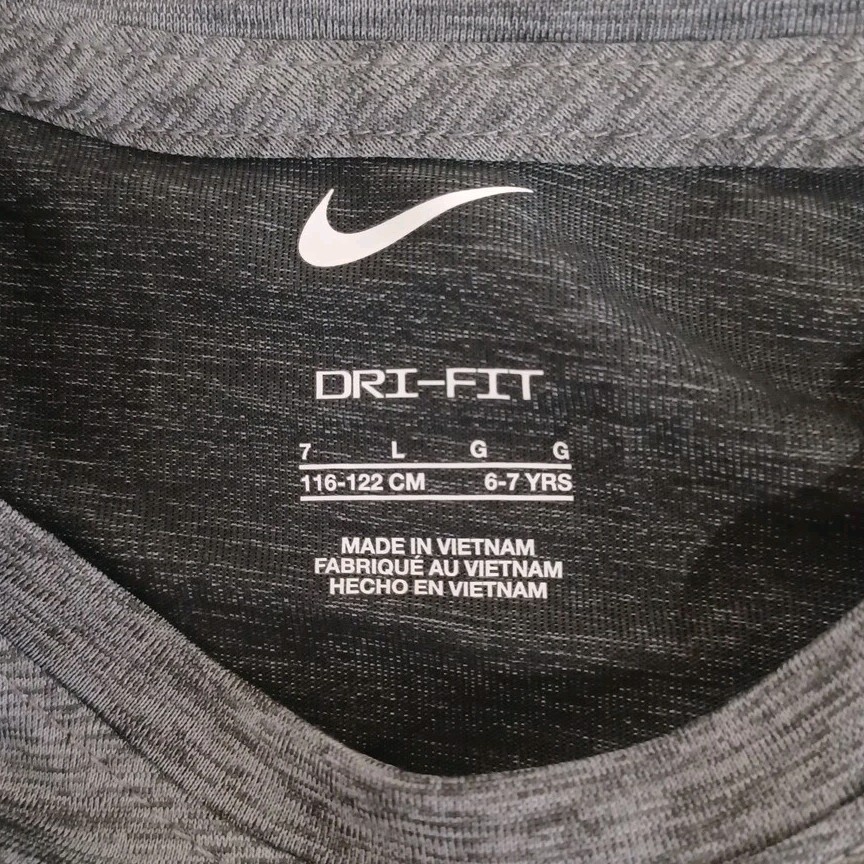 DRI-FIT
7 L G G
116-122 CM 6-7 YRS
MADE IN VIETNAM
FABRIQUÉ AU VIETNAM
HECHO EN VIETNAM